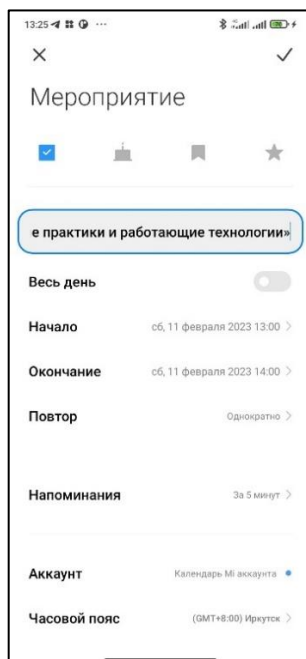 13:25
Мероприятие
е практики и работающие технологии»
Весь день
Начало сб, 11 февраля 2023 13:00
Окончание сб, 11 февраля 2023 14:00
Повтор Однократно
Напоминания За 5 минут
Аккаунт Календарь Mi аккаунта
Часовой пояс (GMT+8:00) Иркутск